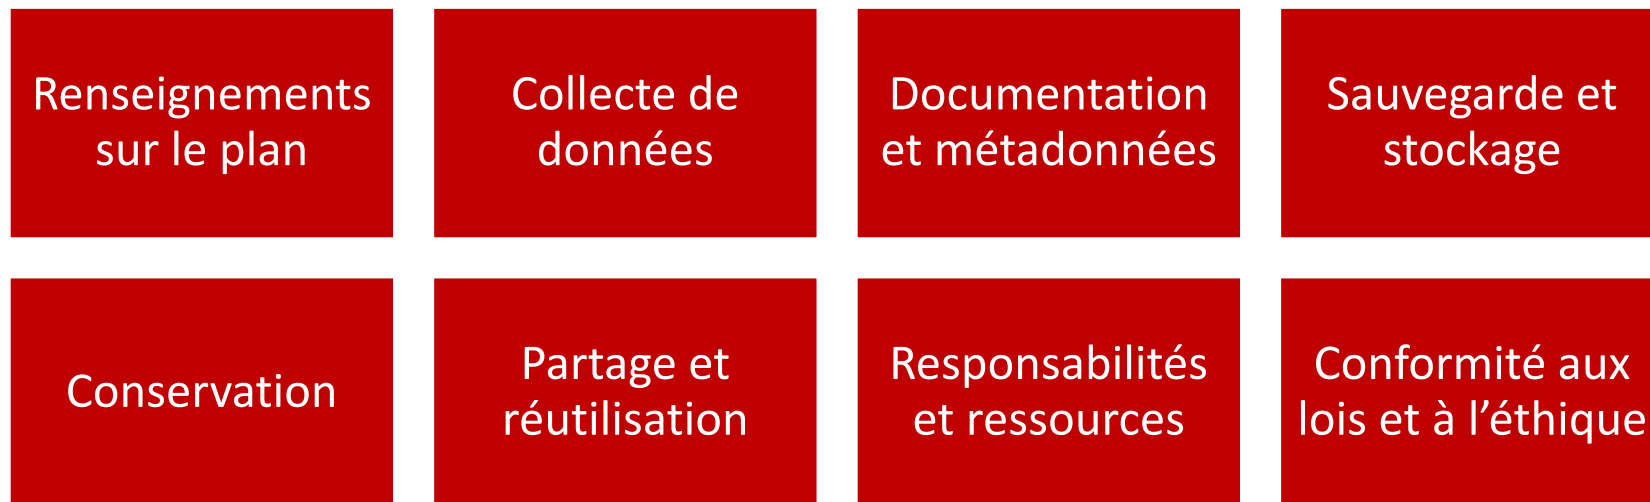 Renseignements
sur le plan
Collecte de
données
Documentation
et métadonnées
Sauvegarde et
stockage
Conservation
Partage et
réutilisation
Responsabilités
et ressources
Conformité aux
lois et à l’éthique